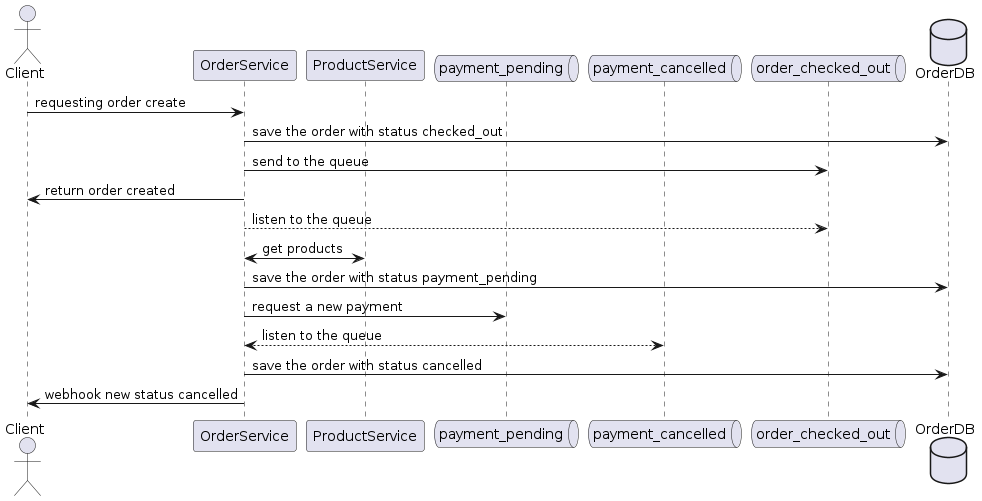 Client
OrderService
ProductService
payment_pending
payment_cancelled
order_checked_out
OrderDB
requesting order create
save the order with status checked_out
send to the queue
return order created
listen to the queue
get products
save the order with status payment_pending
request a new payment
listen to the queue
save the order with status cancelled
webhook new status cancelled
Client
OrderService
ProductService
payment_pending
payment_cancelled
order_checked_out
OrderDB